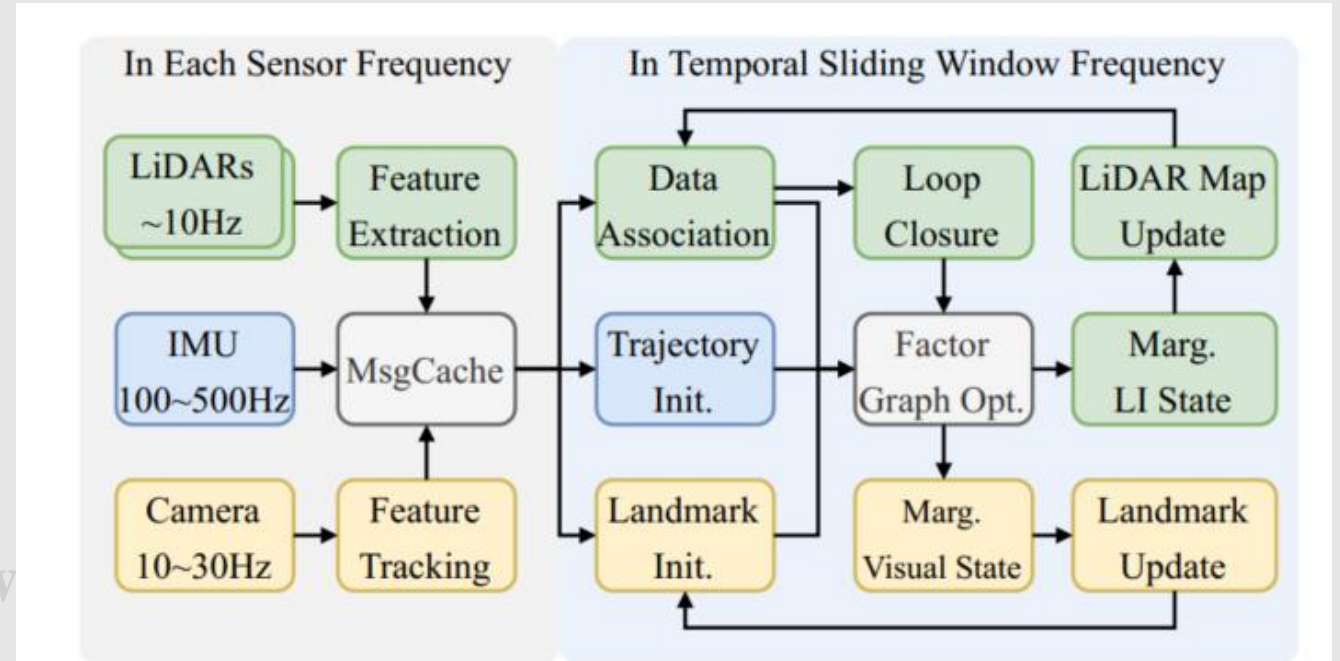 In Each Sensor Frequency
In Temporal Sliding Window Frequency
LiDARs
~10Hz
Feature
Extraction
Data
Association
Loop
Closure
LiDAR Map
Update
IMU
100~500Hz
MsgCache
Trajectory
Init.
Factor
Graph Opt.
Marg.
LI State
Camera
10~30Hz
Feature
Tracking
Landmark
Init.
Marg.
Visual State
Landmark
Update